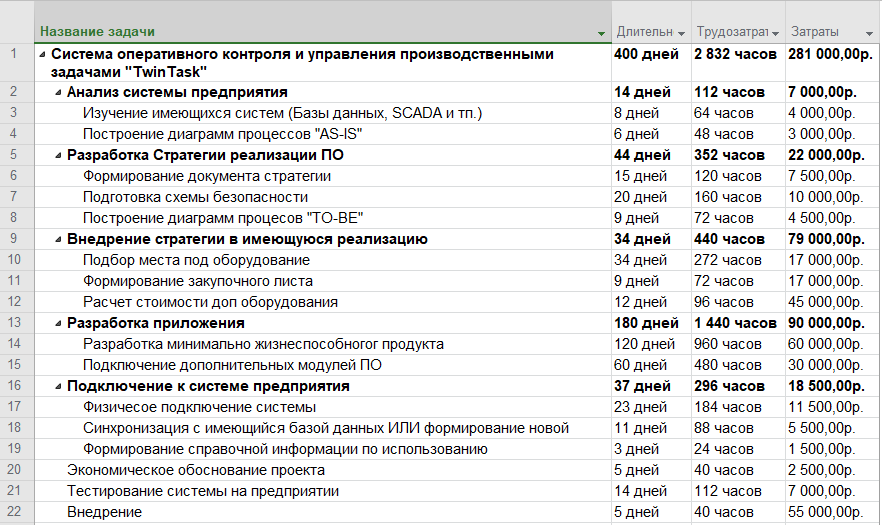 Название задачи Длительн Трудозатрат Затраты
1 Система оперативного контроля и управления производственными 400 дней 2 832 часов 281 000,00р.
задачами "TwinTask"
2 Анализ системы предприятия 14 дней 112 часов 7 000,00р.
3 Изучение имеющихся систем (Базы данных, SCADA и тп.) 8 дней 64 часов 4 000,00р.
4 Построение диаграмм процессов "AS-IS" 6 дней 48 часов 3 000,00р.
5 Разработка Стратегии реализации ПО 44 дней 352 часов 22 000,00р.
6 Формирование документа стратегии 15 дней 120 часов 7 500,00р.
7 Подготовка схемы безопасности 20 дней 160 часов 10 000,00р.
8 Построение диаграмм процесов "TO-BE" 9 дней 72 часов 4 500,00р.
9 Внедрение стратегии в имеющуюся реализацию 34 дней 440 часов 79 000,00р.
10 Подбор места под оборудование 34 дней 272 часов 17 000,00р.
11 Формирование закупочного листа 9 дней 72 часов 17 000,00р.
12 Расчет стоимости доп оборудования 12 дней 96 часов 45 000,00р.
13 Разработка приложения 180 дней 1 440 часов 90 000,00р.
14 Разработка минимально жизнеспособногог продукта 120 дней 960 часов 60 000,00р.
15 Подключение дополнительных модулей ПО 60 дней 480 часов 30 000,00р.
16 Подключение к системе предприятия 37 дней 296 часов 18 500,00р.
17 Физичесое подключение системы 23 дней 184 часов 11 500,00р.
18 Синхронизация с имеющийся базой данных ИЛИ формирование новой 11 дней 88 часов 5 500,00р.
19 Формирование справочной информации по использованию 3 дней 24 часов 1 500,00р.
20 Экономическое обоснование проекта 5 дней 40 часов 2 500,00р.
21 Тестирование системы на предприятии 14 дней 112 часов 7 000,00р.
22 Внедрение 5 дней 40 часов 55 000,00р.